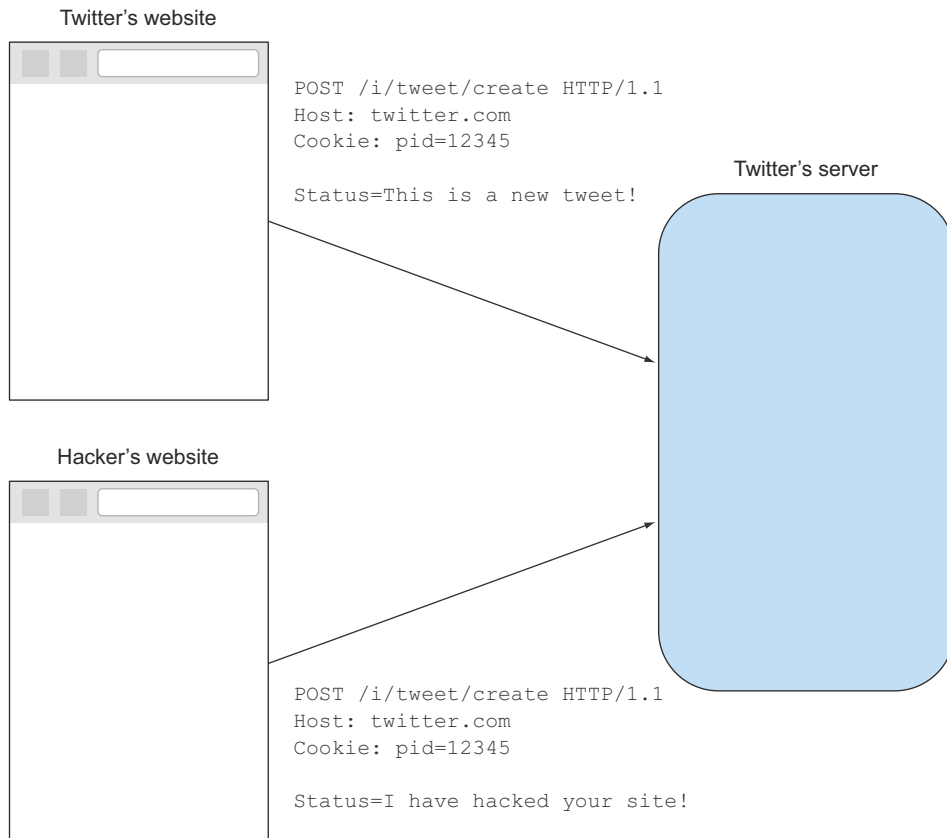 Twitter’s website
POST /i/tweet/create HTTP/1.1
Host: twitter.com
Cookie: pid=12345
Status=This is a new tweet!
Twitter’s server
Hacker’s website
POST /i/tweet/create HTTP/1.1
Host: twitter.com
Cookie: pid=12345
Status=I have hacked your site!